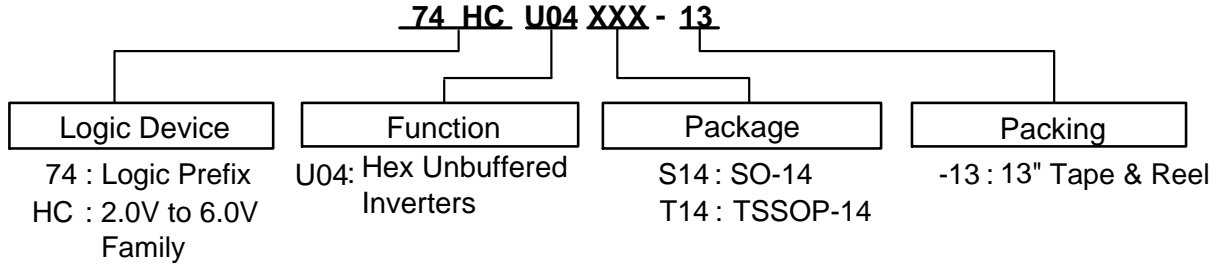 74 HC U04 XXX - 13
Logic Device
74 : Logic Prefix
HC : 2.0V to 6.0V
Family
Function
U04: Hex Unbuffered
Inverters
Package
S14 : SO-14
T14 : TSSOP-14
Packing
-13 : 13" Tape & Reel